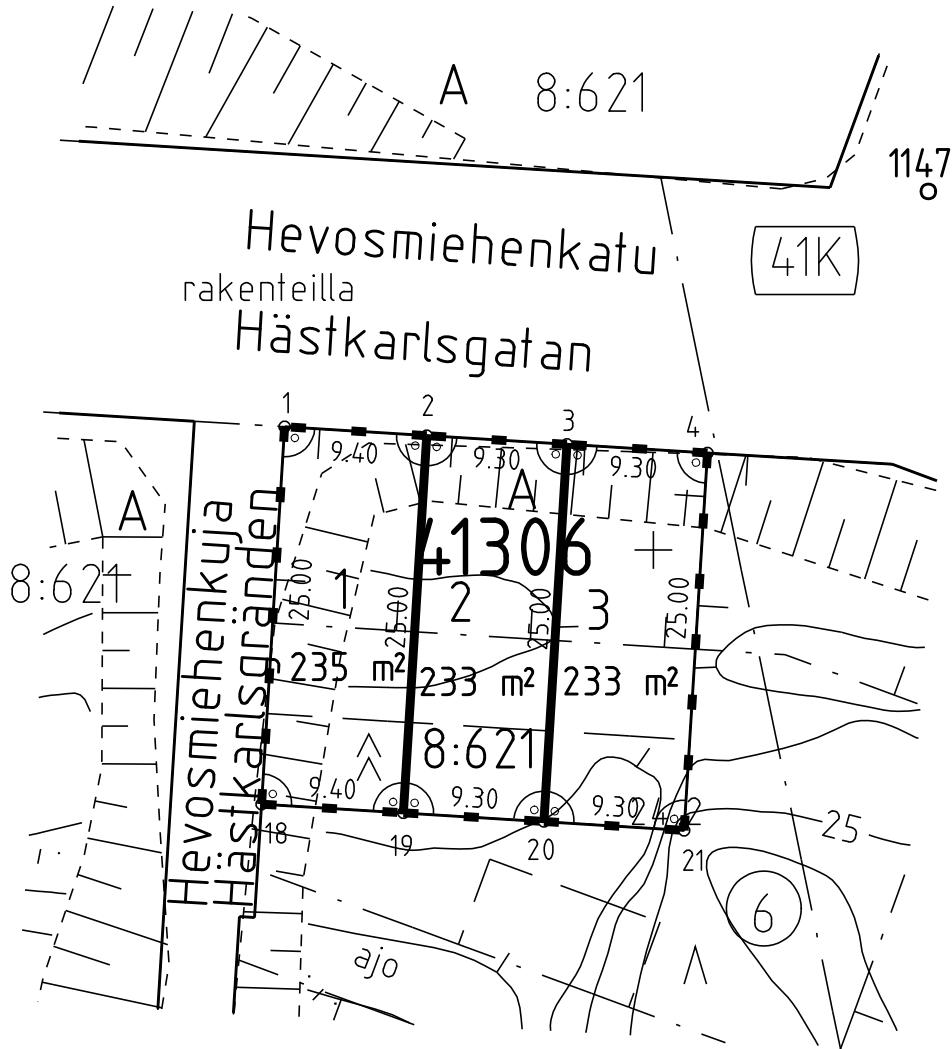 A 8:621
1147
Hevosmiehenkatu
41K
rakenteilla
Hästkarlsgatan
1 2 3 4
9.40 9.30 9.30
A
A
41306
8:621
Hevosmiehenkuja
Hästkarlsgränden
25.00 25.00 25.00 25.00
1 2 3
235 m² 233 m² 233 m²
8:621
9.40 9.30 9.30
18 19 20 21
25
6
ajo